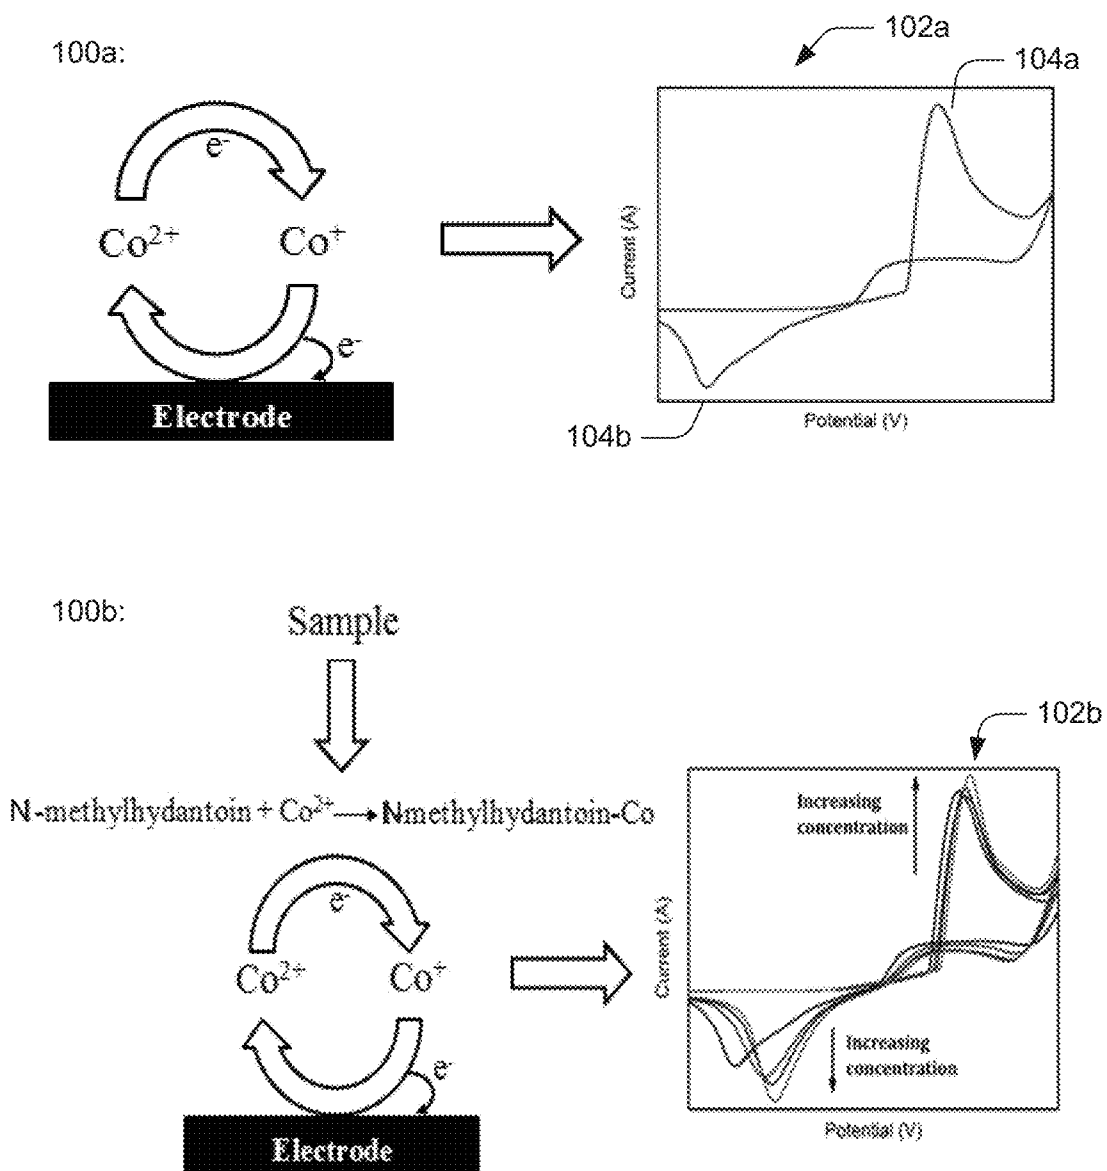 100a:
102a
104a
e-
Co2+ Co+
e-
Electrode
Current (A)
Potential (V)
104b
100b:
Sample
102b
N-methylhydantoin + Co2+ → Nmethylhydantoin-Co
Increasing
concentration
e-
Co2+ Co+
e-
Electrode
Current (A)
Increasing
concentration
Potential (V)